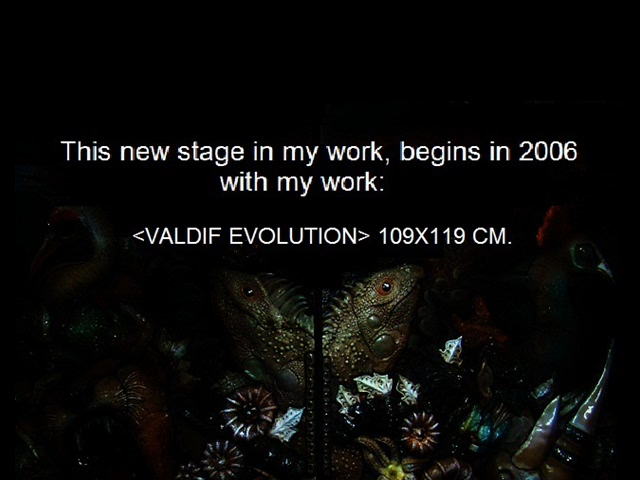 This new stage in my work, begins in 2006
with my work:
<VALDIF EVOLUTION> 109X119 CM.